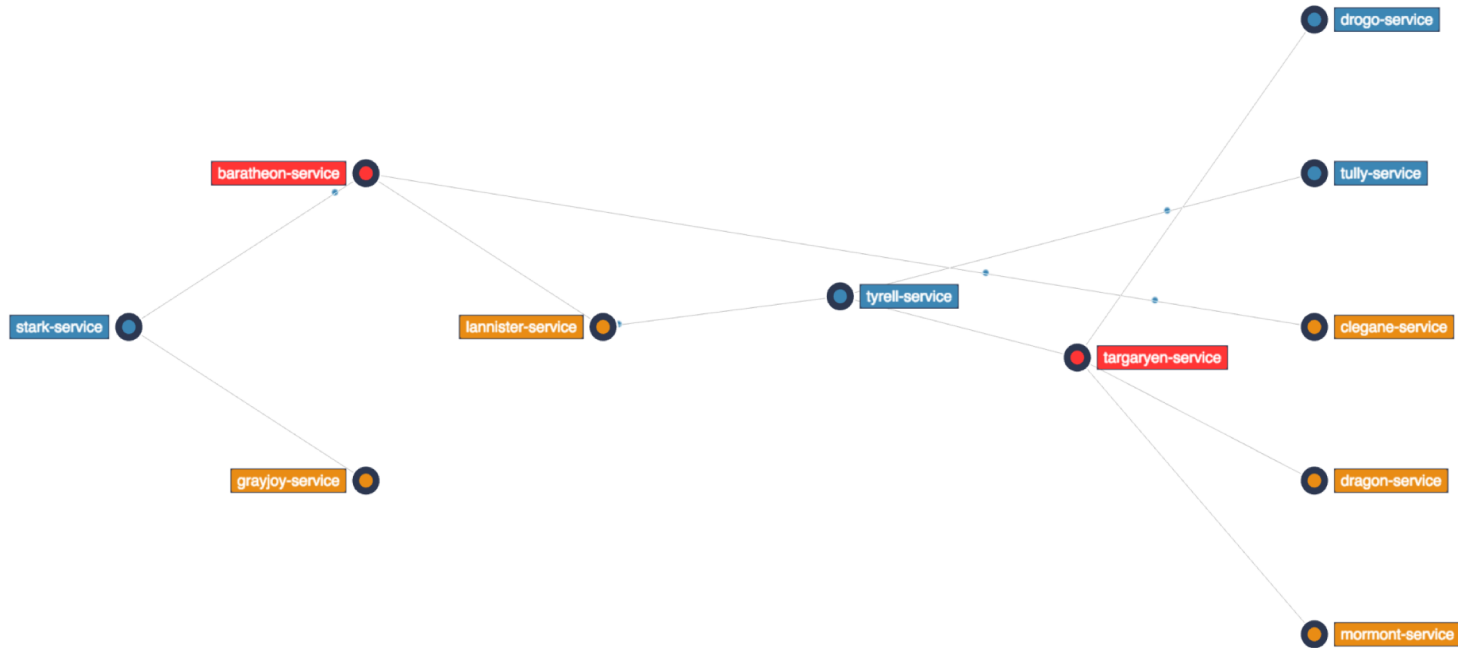 drogo-service
baratheon-service
tully-service
tyrell-service
stark-service
lannister-service
clegane-service
targaryen-service
grayjoy-service
dragon-service
mormont-service